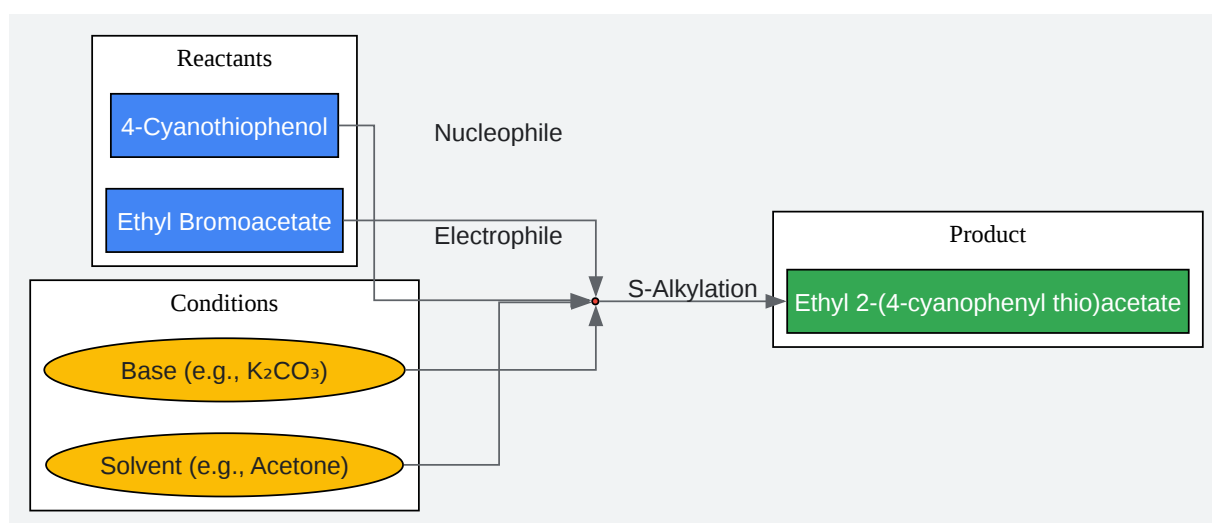 Reactants
4-Cyanothiophenol
Nucleophile
Ethyl Bromoacetate
Electrophile
Conditions
Base (e.g., K₂CO₃)
Solvent (e.g., Acetone)
S-Alkylation
Product
Ethyl 2-(4-cyanophenyl thio)acetate